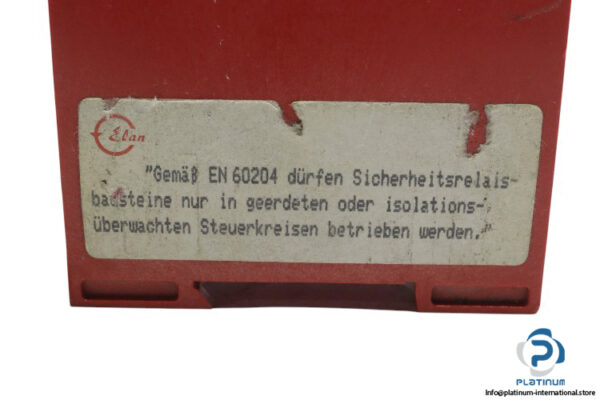 Elan
"Gemäß EN 60204 dürfen Sicherheitsrelais-
bausteine nur in geerdeten oder isolations-
überwachten Steuerkreisen betrieben werden."
PLATINUM
info@platinum-international.store